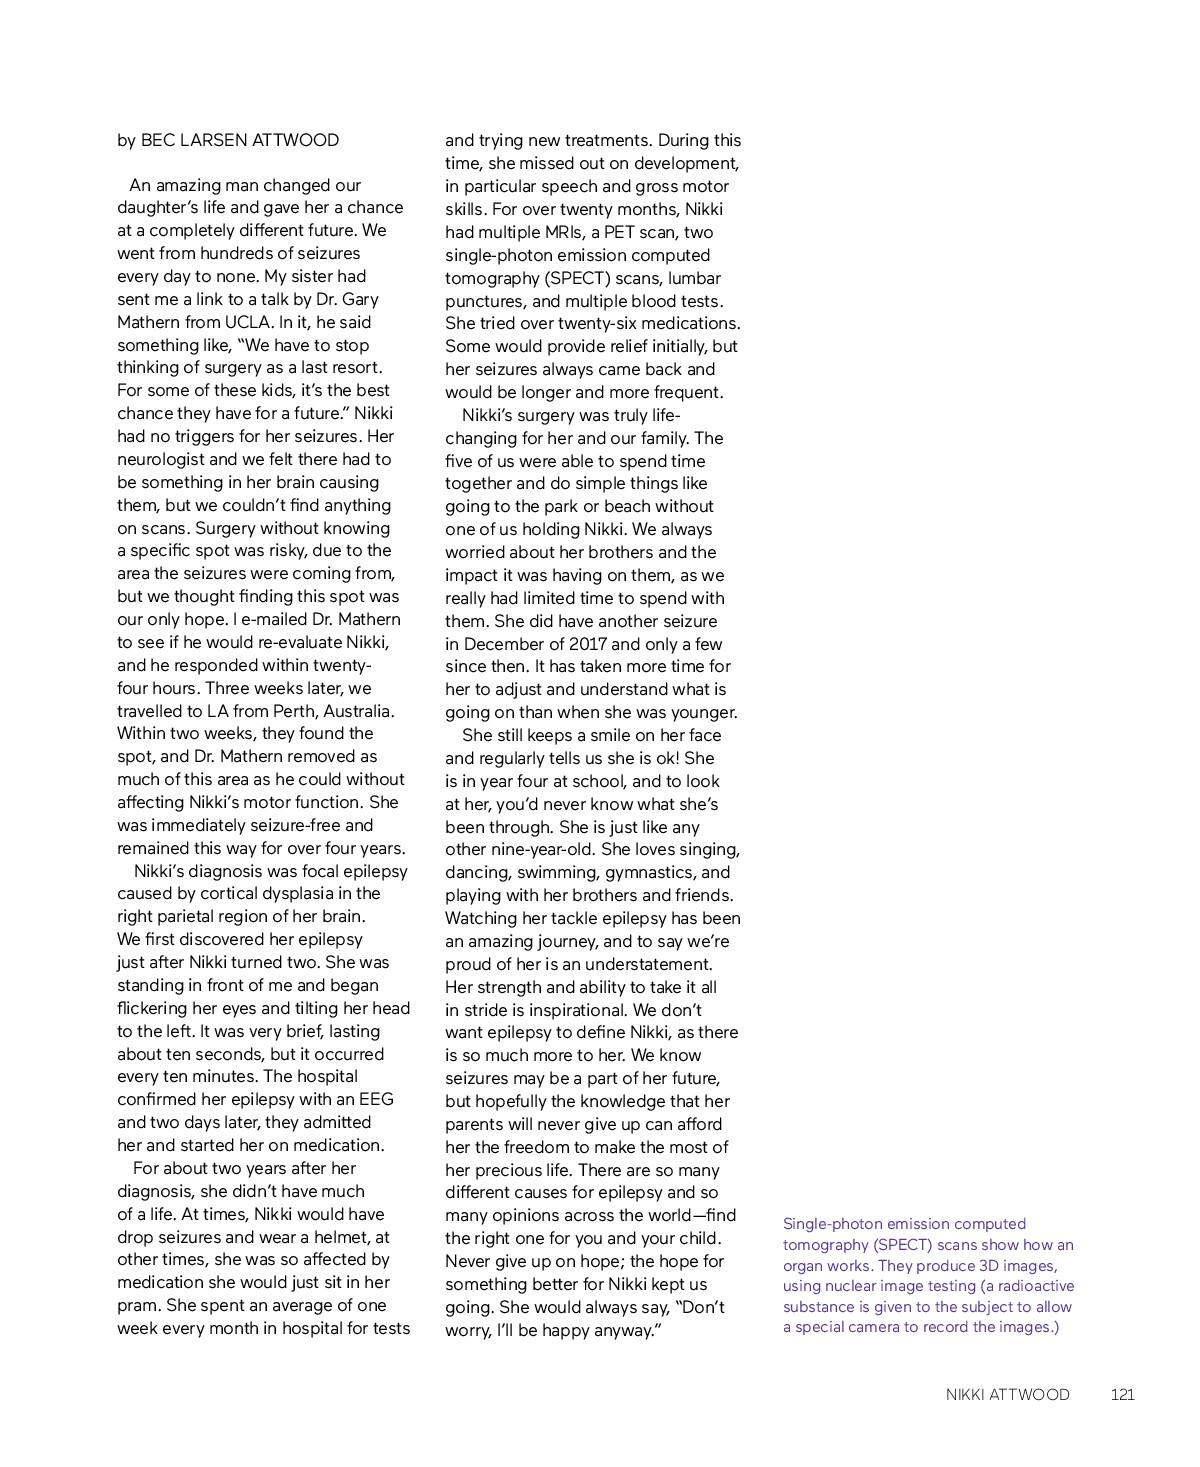 by BEC LARSEN ATTWOOD
An amazing man changed our
daughter’s life and gave her a chance
at a completely different future. We
went from hundreds of seizures
every day to none. My sister had
sent me a link to a talk by Dr. Gary
Mathern from UCLA. In it, he said
something like, “We have to stop
thinking of surgery as a last resort.
For some of these kids, it’s the best
chance they have for a future.” Nikki
had no triggers for her seizures. Her
neurologist and we felt there had to
be something in her brain causing
them, but we couldn’t find anything
on scans. Surgery without knowing
a specific spot was risky, due to the
area the seizures were coming from,
but we thought finding this spot was
our only hope. I e-mailed Dr. Mathern
to see if he would re-evaluate Nikki,
and he responded within twenty-
four hours. Three weeks later, we
travelled to LA from Perth, Australia.
Within two weeks, they found the
spot, and Dr. Mathern removed as
much of this area as he could without
affecting Nikki’s motor function. She
was immediately seizure-free and
remained this way for over four years.
Nikki’s diagnosis was focal epilepsy
caused by cortical dysplasia in the
right parietal region of her brain.
We first discovered her epilepsy
just after Nikki turned two. She was
standing in front of me and began
flickering her eyes and tilting her head
to the left. It was very brief, lasting
about ten seconds, but it occurred
every ten minutes. The hospital
confirmed her epilepsy with an EEG
and two days later, they admitted
her and started her on medication.
For about two years after her
diagnosis, she didn’t have much
of a life. At times, Nikki would have
drop seizures and wear a helmet, at
other times, she was so affected by
medication she would just sit in her
pram. She spent an average of one
week every month in hospital for tests
and trying new treatments. During this
time, she missed out on development,
in particular speech and gross motor
skills. For over twenty months, Nikki
had multiple MRIs, a PET scan, two
single-photon emission computed
tomography (SPECT) scans, lumbar
punctures, and multiple blood tests.
She tried over twenty-six medications.
Some would provide relief initially, but
her seizures always came back and
would be longer and more frequent.
Nikki’s surgery was truly life-
changing for her and our family. The
five of us were able to spend time
together and do simple things like
going to the park or beach without
one of us holding Nikki. We always
worried about her brothers and the
impact it was having on them, as we
really had limited time to spend with
them. She did have another seizure
in December of 2017 and only a few
since then. It has taken more time for
her to adjust and understand what is
going on than when she was younger.
She still keeps a smile on her face
and regularly tells us she is ok! She
is in year four at school, and to look
at her, you’d never know what she’s
been through. She is just like any
other nine-year-old. She loves singing,
dancing, swimming, gymnastics, and
playing with her brothers and friends.
Watching her tackle epilepsy has been
an amazing journey, and to say we’re
proud of her is an understatement.
Her strength and ability to take it all
in stride is inspirational. We don’t
want epilepsy to define Nikki, as there
is so much more to her. We know
seizures may be a part of her future,
but hopefully the knowledge that her
parents will never give up can afford
her the freedom to make the most of
her precious life. There are so many
different causes for epilepsy and so
many opinions across the world—find
the right one for you and your child.
Never give up on hope; the hope for
something better for Nikki kept us
going. She would always say, “Don’t
worry, I’ll be happy anyway.”
Single-photon emission computed
tomography (SPECT) scans show how an
organ works. They produce 3D images,
using nuclear image testing (a radioactive
substance is given to the subject to allow
a special camera to record the images.)
NIKKI ATTWOOD 121